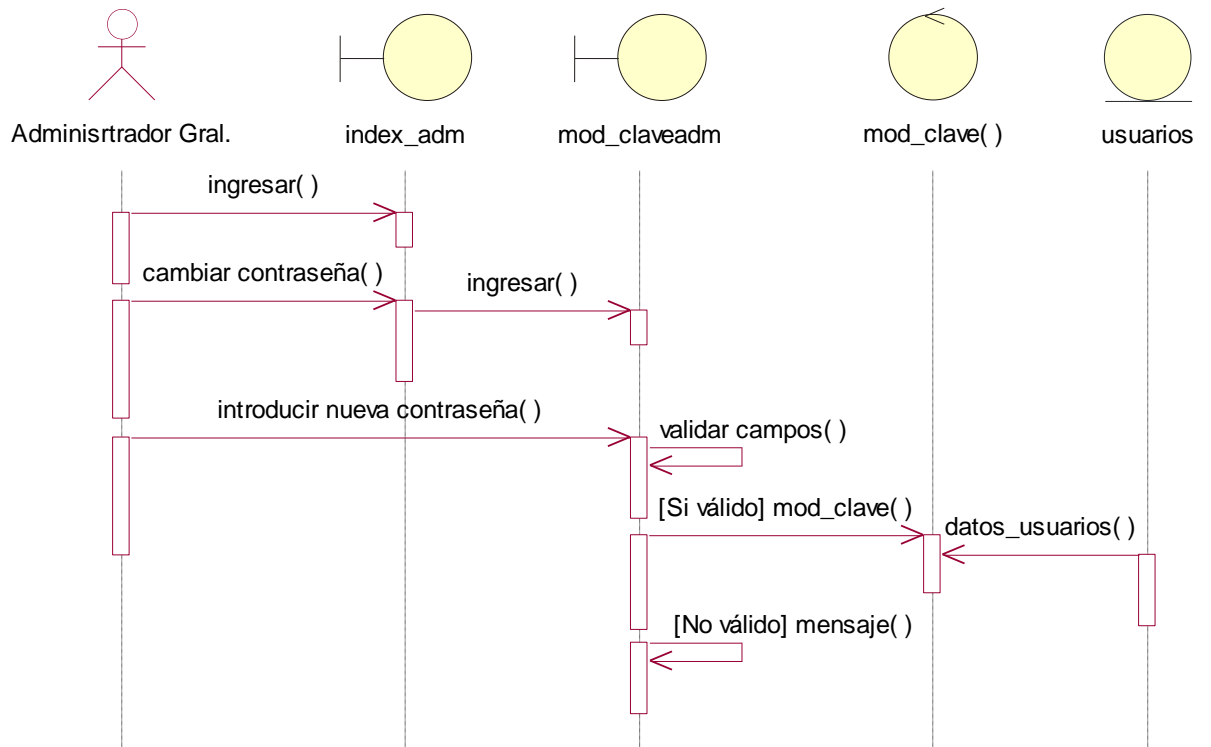 Adminisrtrador Gral.
index_adm
mod_claveadm
mod_clave( )
usuarios
ingresar( )
cambiar contraseña( )
ingresar( )
introducir nueva contraseña( )
validar campos( )
[Si válido] mod_clave( )
datos_usuarios( )
[No válido] mensaje( )